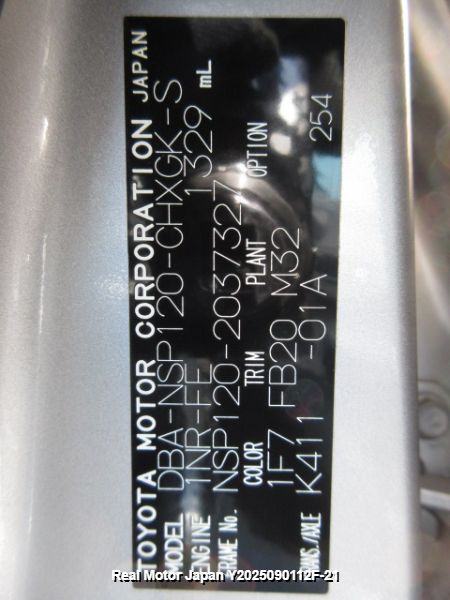 TOYOTA MOTOR CORPORATION JAPAN
MODEL DBA-NSP120-CHXGK-S
ENGINE 1NR-FE 1329 mL
FRAME No. NSP120-2037327
COLOR TRIM PLANT OPTION
1F7 FB20 M32
TRANS./AXLE K411 -01A 254
Real Motor Japan Y2025090112F-21